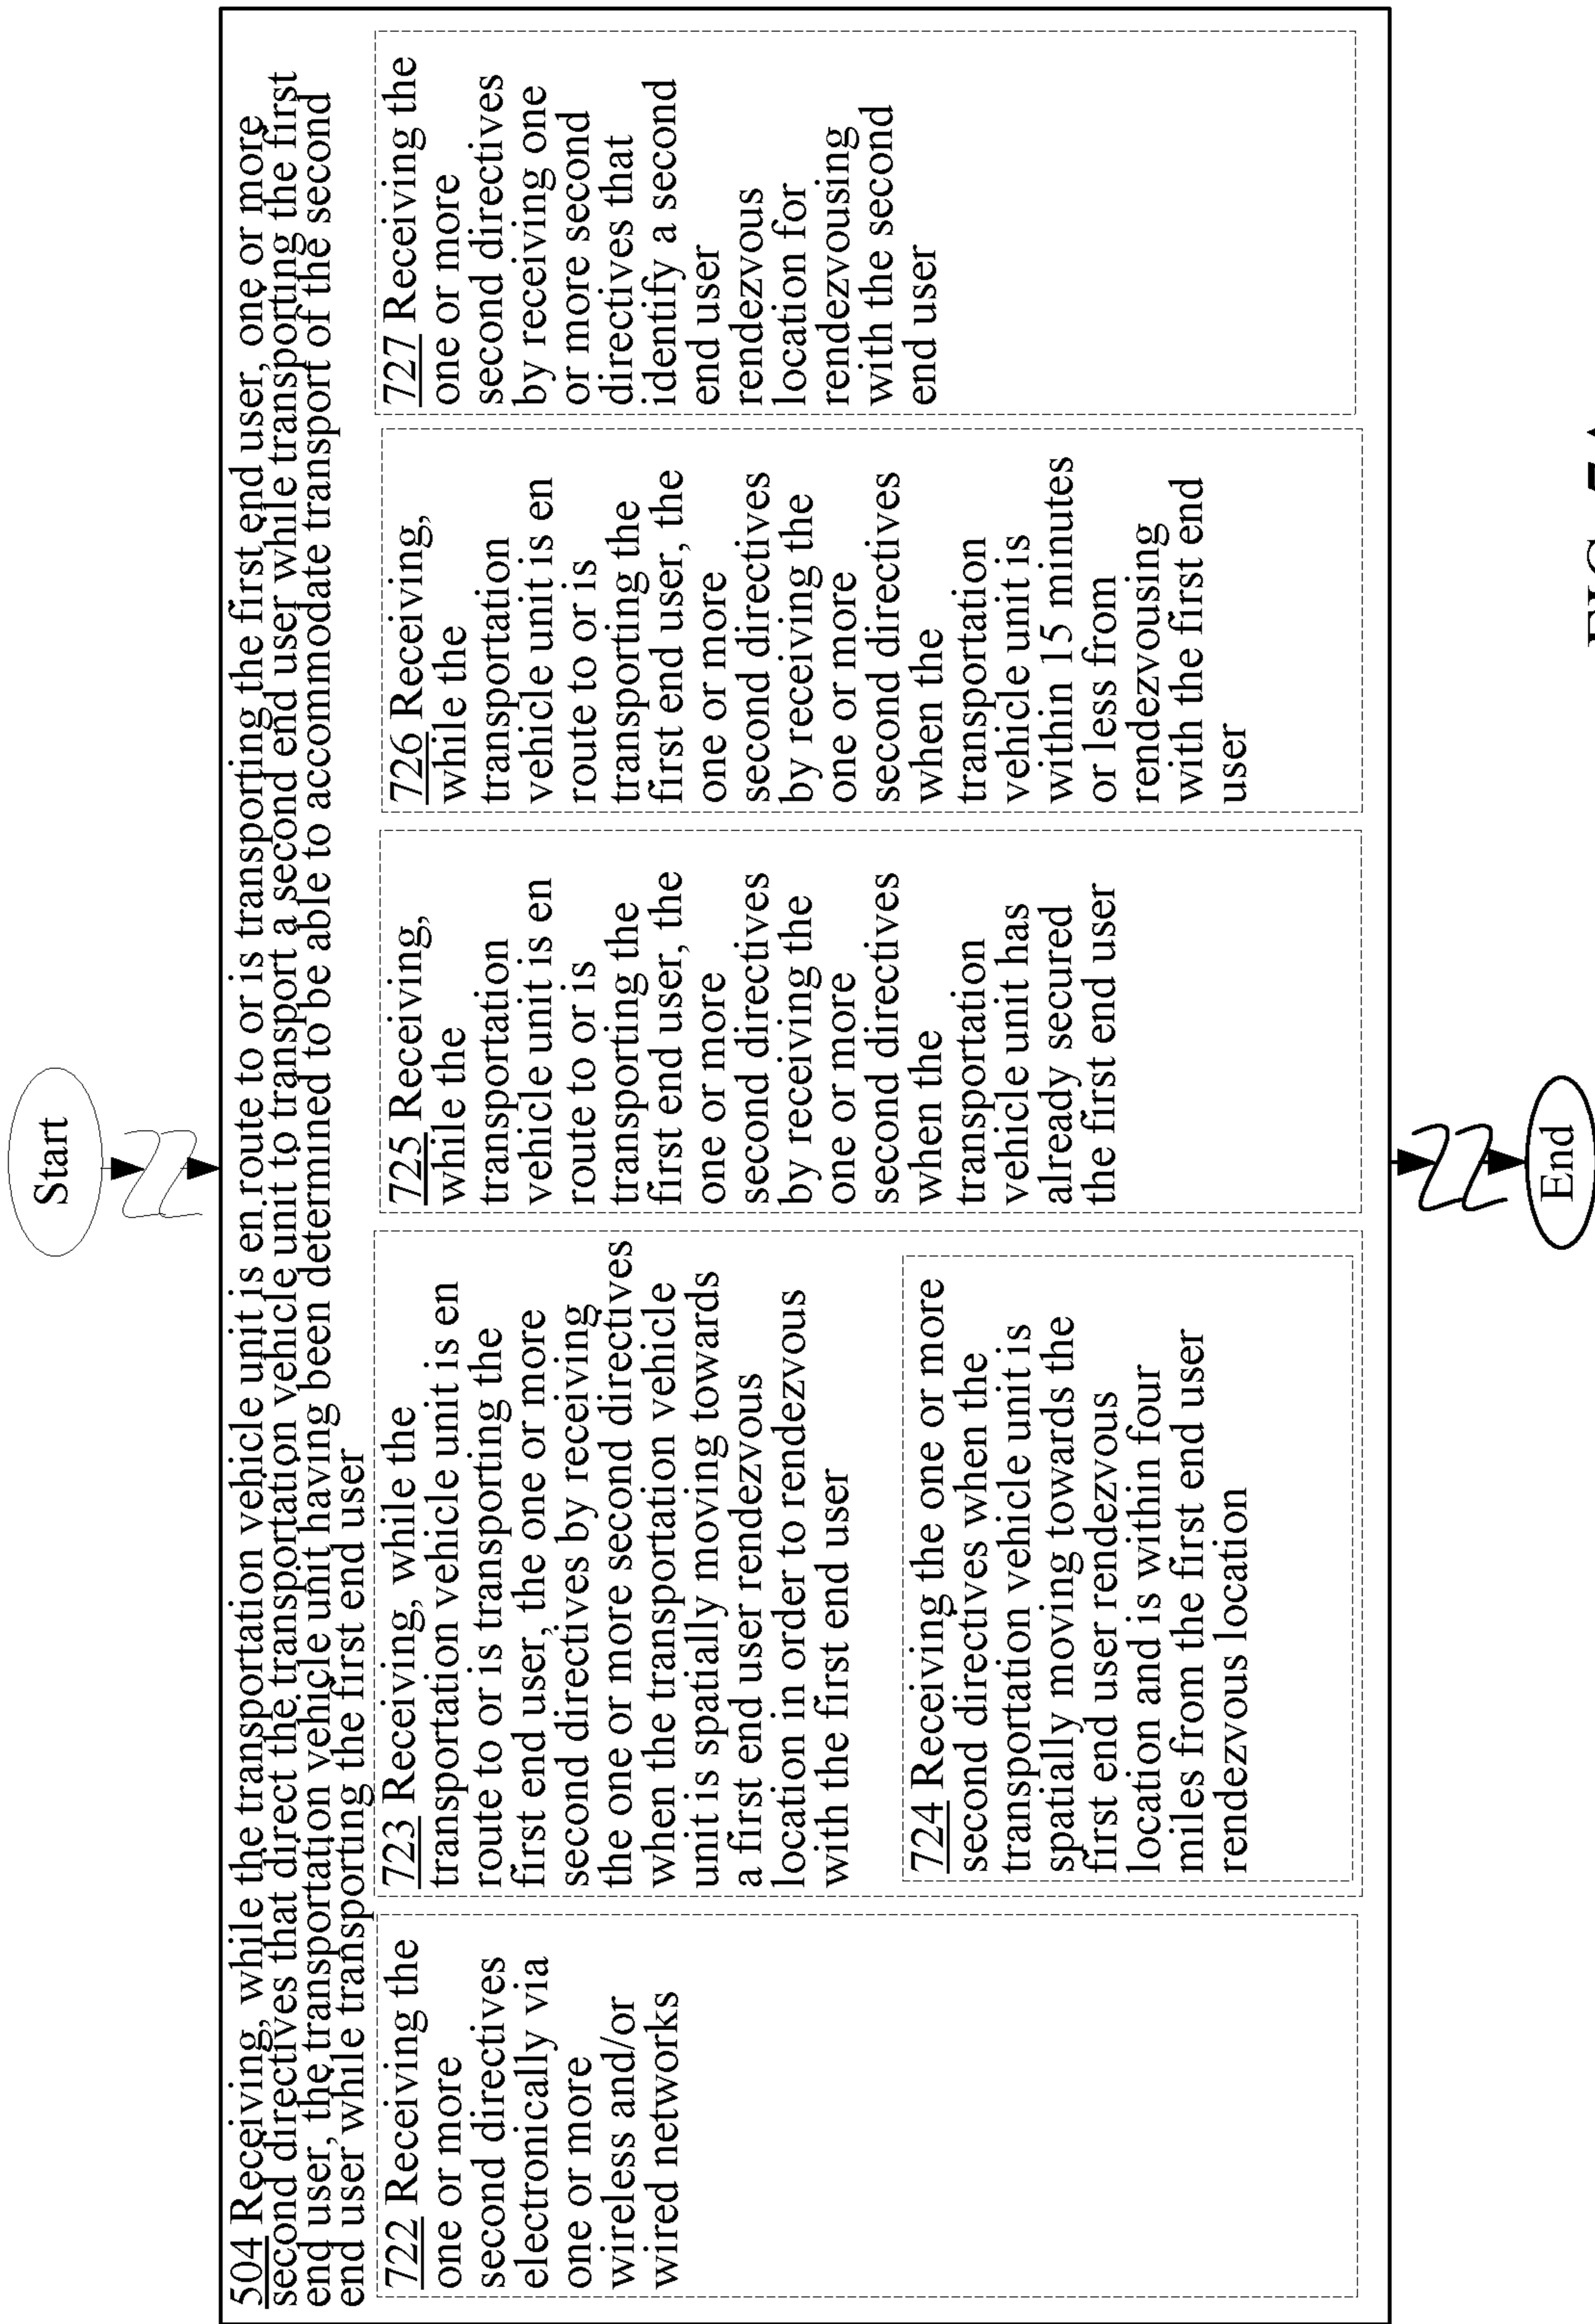 Start
504 Receiving, while the transportation vehicle unit is en route to or is transporting the first end user, one or more
second directives that direct the transportation vehicle unit to transport a second end user while transporting the first
end user, the transportation vehicle unit having been determined to be able to accommodate transport of the second
end user while transporting the first end user
722 Receiving the
one or more
second directives
electronically via
one or more
wireless and/or
wired networks
723 Receiving, while the
transportation vehicle unit is en
route to or is transporting the
first end user, the one or more
second directives by receiving
the one or more second directives
when the transportation vehicle
unit is spatially moving towards
a first end user rendezvous
location in order to rendezvous
with the first end user
724 Receiving the one or more
second directives when the
transportation vehicle unit is
spatially moving towards the
first end user rendezvous
location and is within four
miles from the first end user
rendezvous location
725 Receiving,
while the
transportation
vehicle unit is en
route to or is
transporting the
first end user, the
one or more
second directives
by receiving the
one or more
second directives
when the
transportation
vehicle unit has
already secured
the first end user
726 Receiving,
while the
transportation
vehicle unit is en
route to or is
transporting the
first end user, the
one or more
second directives
by receiving the
one or more
second directives
when the
transportation
vehicle unit is
within 15 minutes
or less from
rendezvousing
with the first end
user
727 Receiving the
one or more
second directives
by receiving one
or more second
directives that
identify a second
end user
rendezvous
location for
rendezvousing
with the second
end user
End